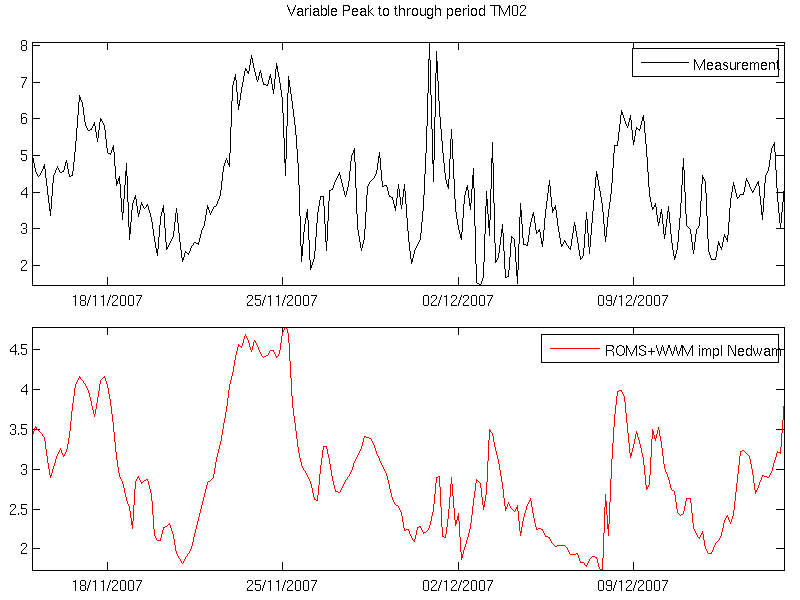 Variable Peak to through period TM02
8
7
6
5
4
3
2
Measurement
18/11/2007 25/11/2007 02/12/2007 09/12/2007
4.5
4
3.5
3
2.5
2
ROMS+WWM impl Nedwam
18/11/2007 25/11/2007 02/12/2007 09/12/2007